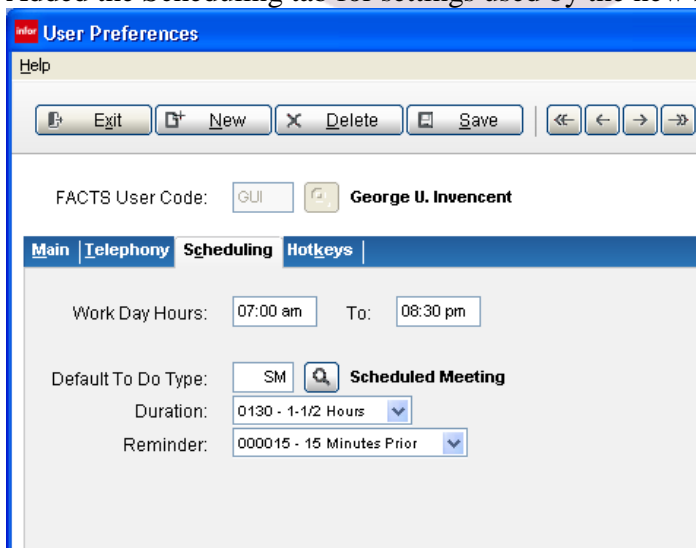 Added the Scheduling tab for settings used by the new
infor User Preferences
Help
Exit New Delete Save
FACTS User Code: GUI George U. Invencent
Main Telephony Scheduling Hotkeys
Work Day Hours: 07:00 am To: 08:30 pm
Default To Do Type: SM Scheduled Meeting
Duration: 0130 - 1-1/2 Hours
Reminder: 000015 - 15 Minutes Prior